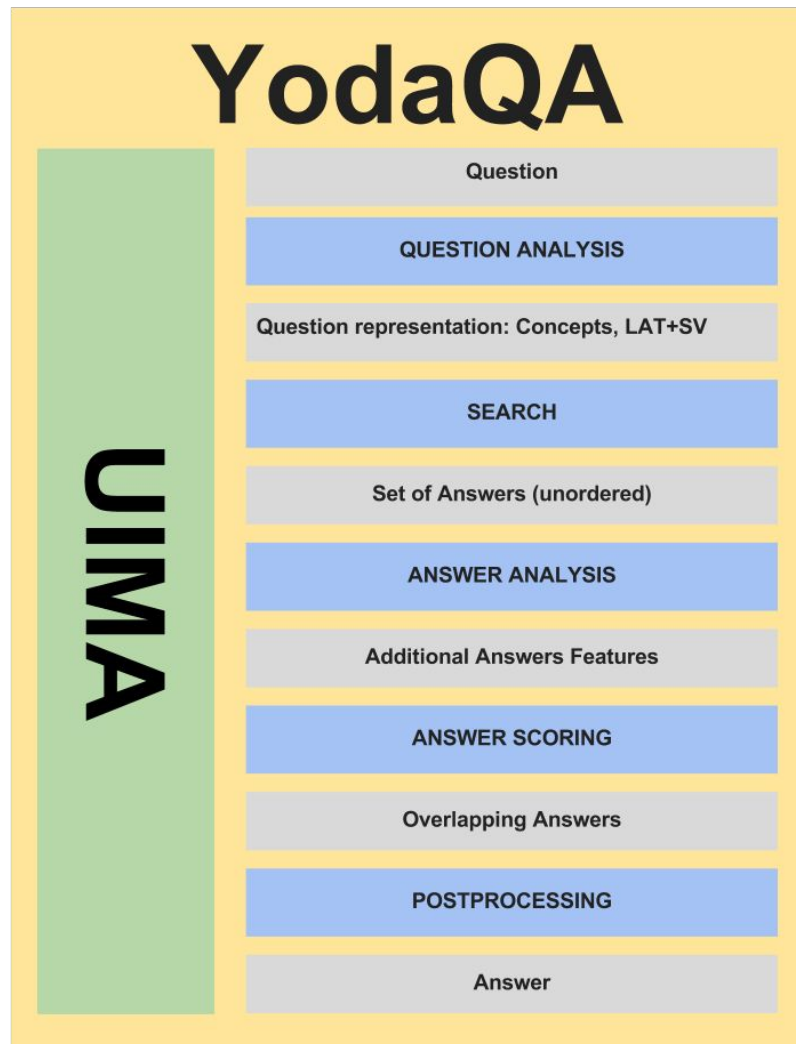 YodaQA
UIMA
Question
QUESTION ANALYSIS
Question representation: Concepts, LAT+SV
SEARCH
Set of Answers (unordered)
ANSWER ANALYSIS
Additional Answers Features
ANSWER SCORING
Overlapping Answers
POSTPROCESSING
Answer